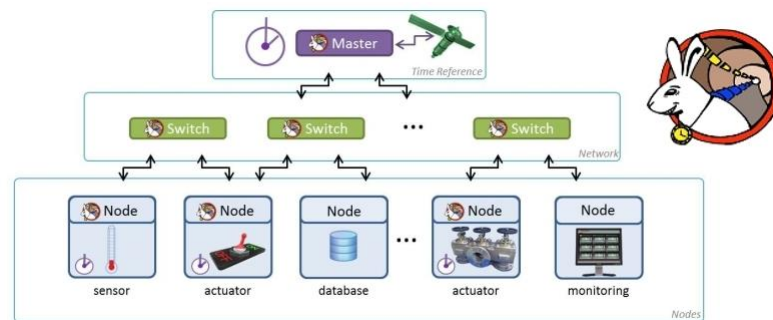 Master
Time Reference
Switch
Switch
...
Switch
Network
Node
Node
Node
...
Node
Node
sensor
actuator
database
actuator
monitoring
Nodes